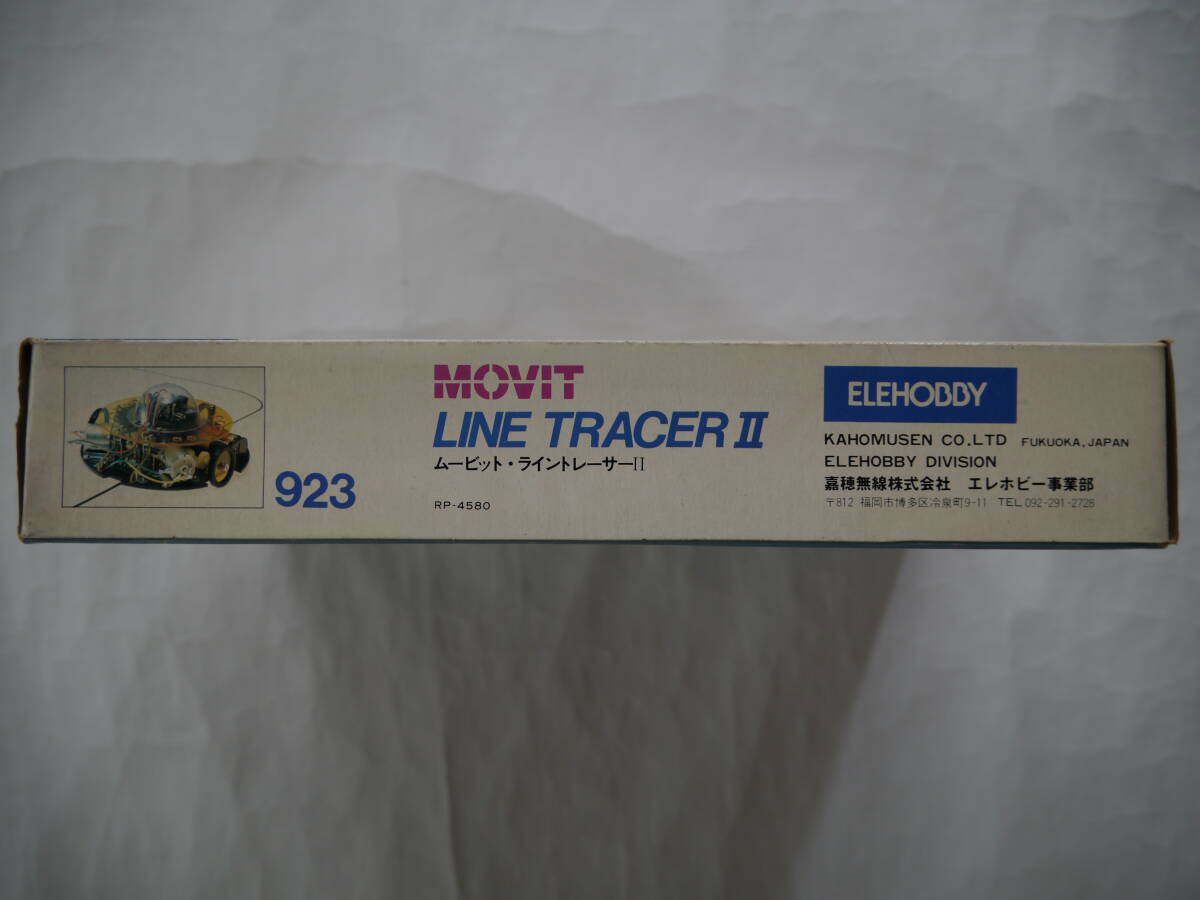 923
MOVIT
LINE TRACER II
ムービット・ライントレーサーII
RP-4580
ELEHOBBY
KAHOMUSEN CO.LTD FUKUOKA, JAPAN
ELEHOBBY DIVISION
嘉穂無線株式会社 エレホビー事業部
〒812 福岡市博多区冷泉町9-11 TEL 092-291-2728